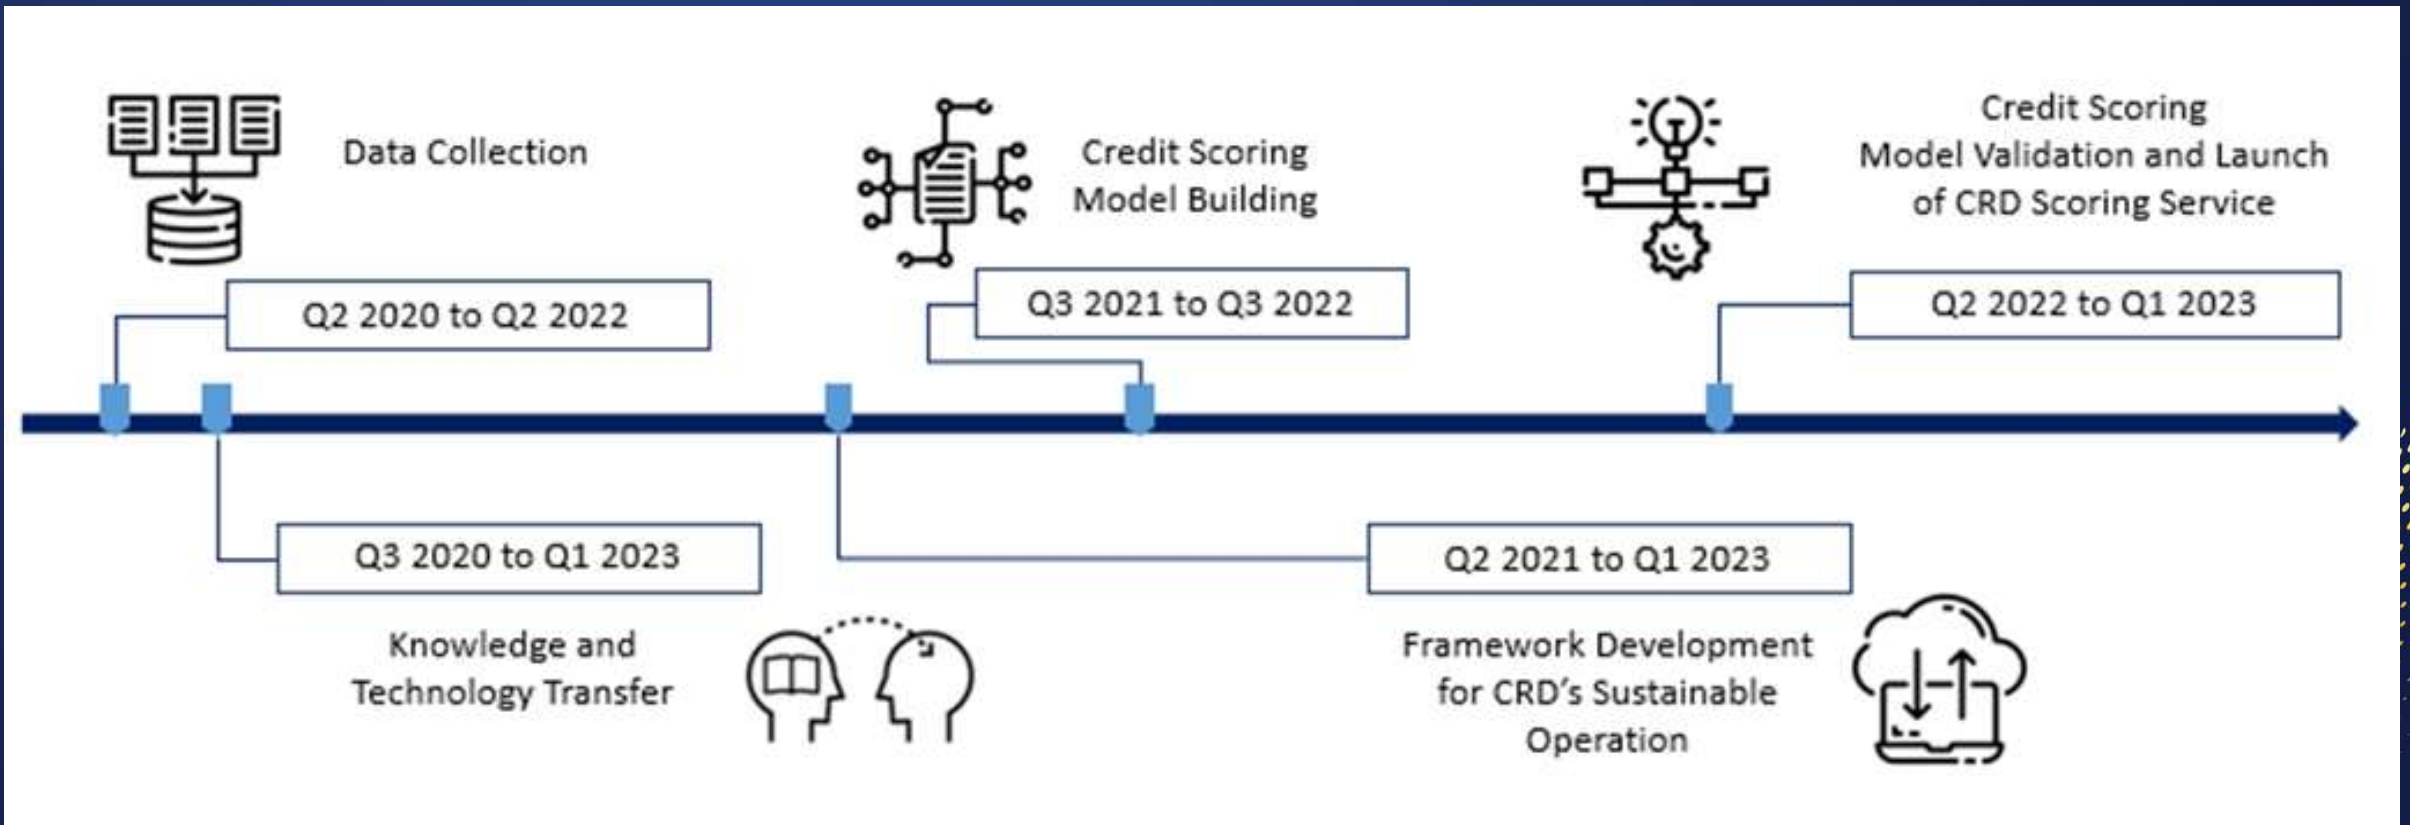 Data Collection
Q2 2020 to Q2 2022
Credit Scoring
Model Building
Q3 2021 to Q3 2022
Credit Scoring
Model Validation and Launch
of CRD Scoring Service
Q2 2022 to Q1 2023
Q3 2020 to Q1 2023
Knowledge and
Technology Transfer
Q2 2021 to Q1 2023
Framework Development
for CRD's Sustainable
Operation